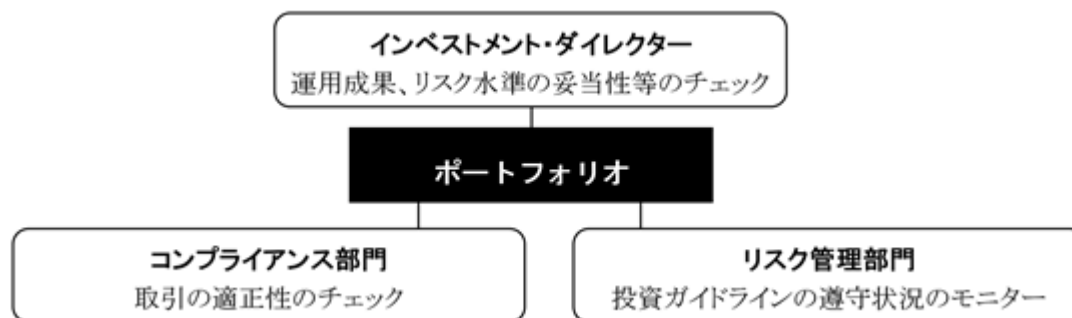 インベストメント・ダイレクター
運用成果、リスク水準の妥当性等のチェック
ポートフォリオ
コンプライアンス部門
取引の適正性のチェック
リスク管理部門
投資ガイドラインの遵守状況のモニター